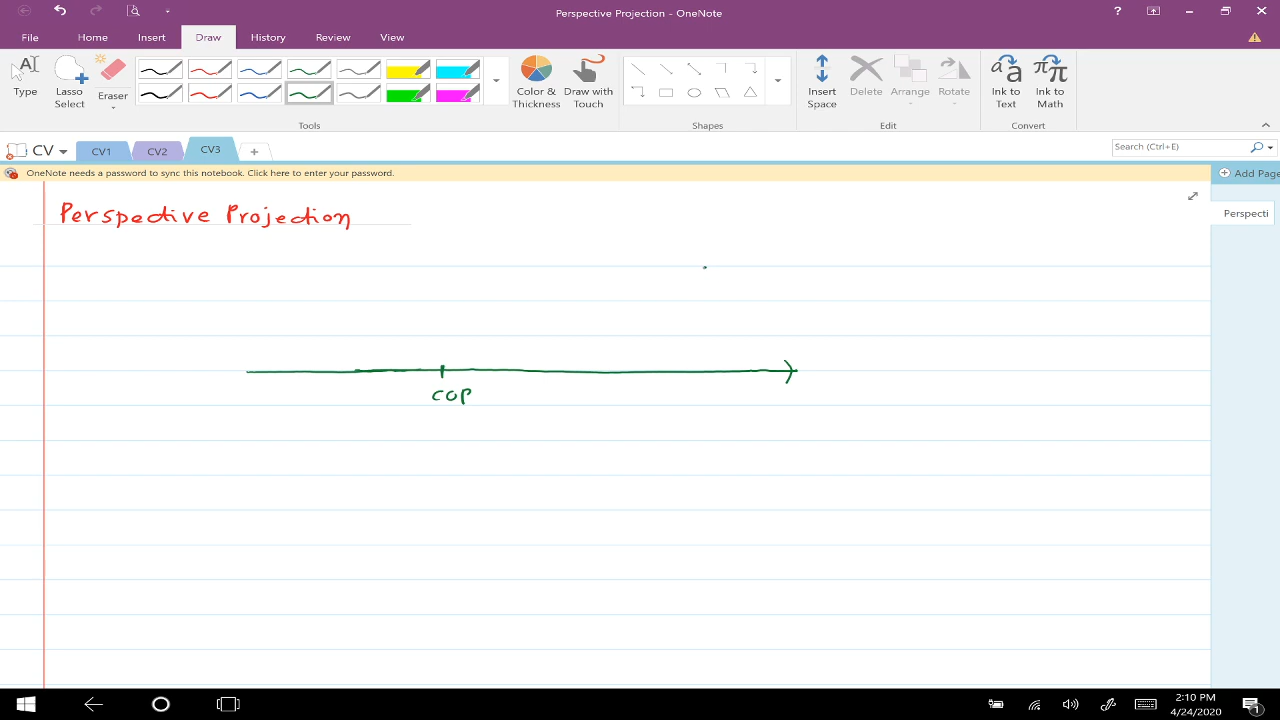 Perspective Projection - OneNote
?
File Home Insert Draw History Review View
Type
Lasso Select
Eraser
Color & Thickness
Draw with Touch
Insert Space
Delete
Arrange
Rotate
Ink to Text
Ink to Math
Tools
Shapes
Edit
Convert
CV CV1 CV2 CV3 +
Search (Ctrl+E)
OneNote needs a password to sync this notebook. Click here to enter your password.
Add Page
Perspecti
Perspective Projection
COP
2:10 PM
4/24/2020
1